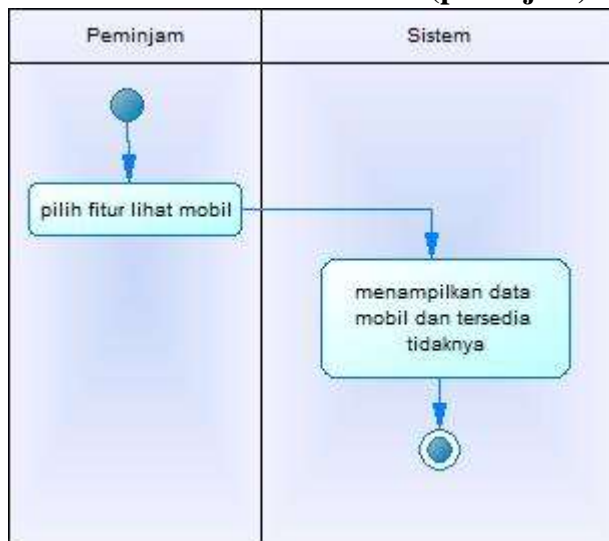 Peminjam
Sistem
pilih fitur lihat mobil
menampilkan data
mobil dan tersedia
tidaknya